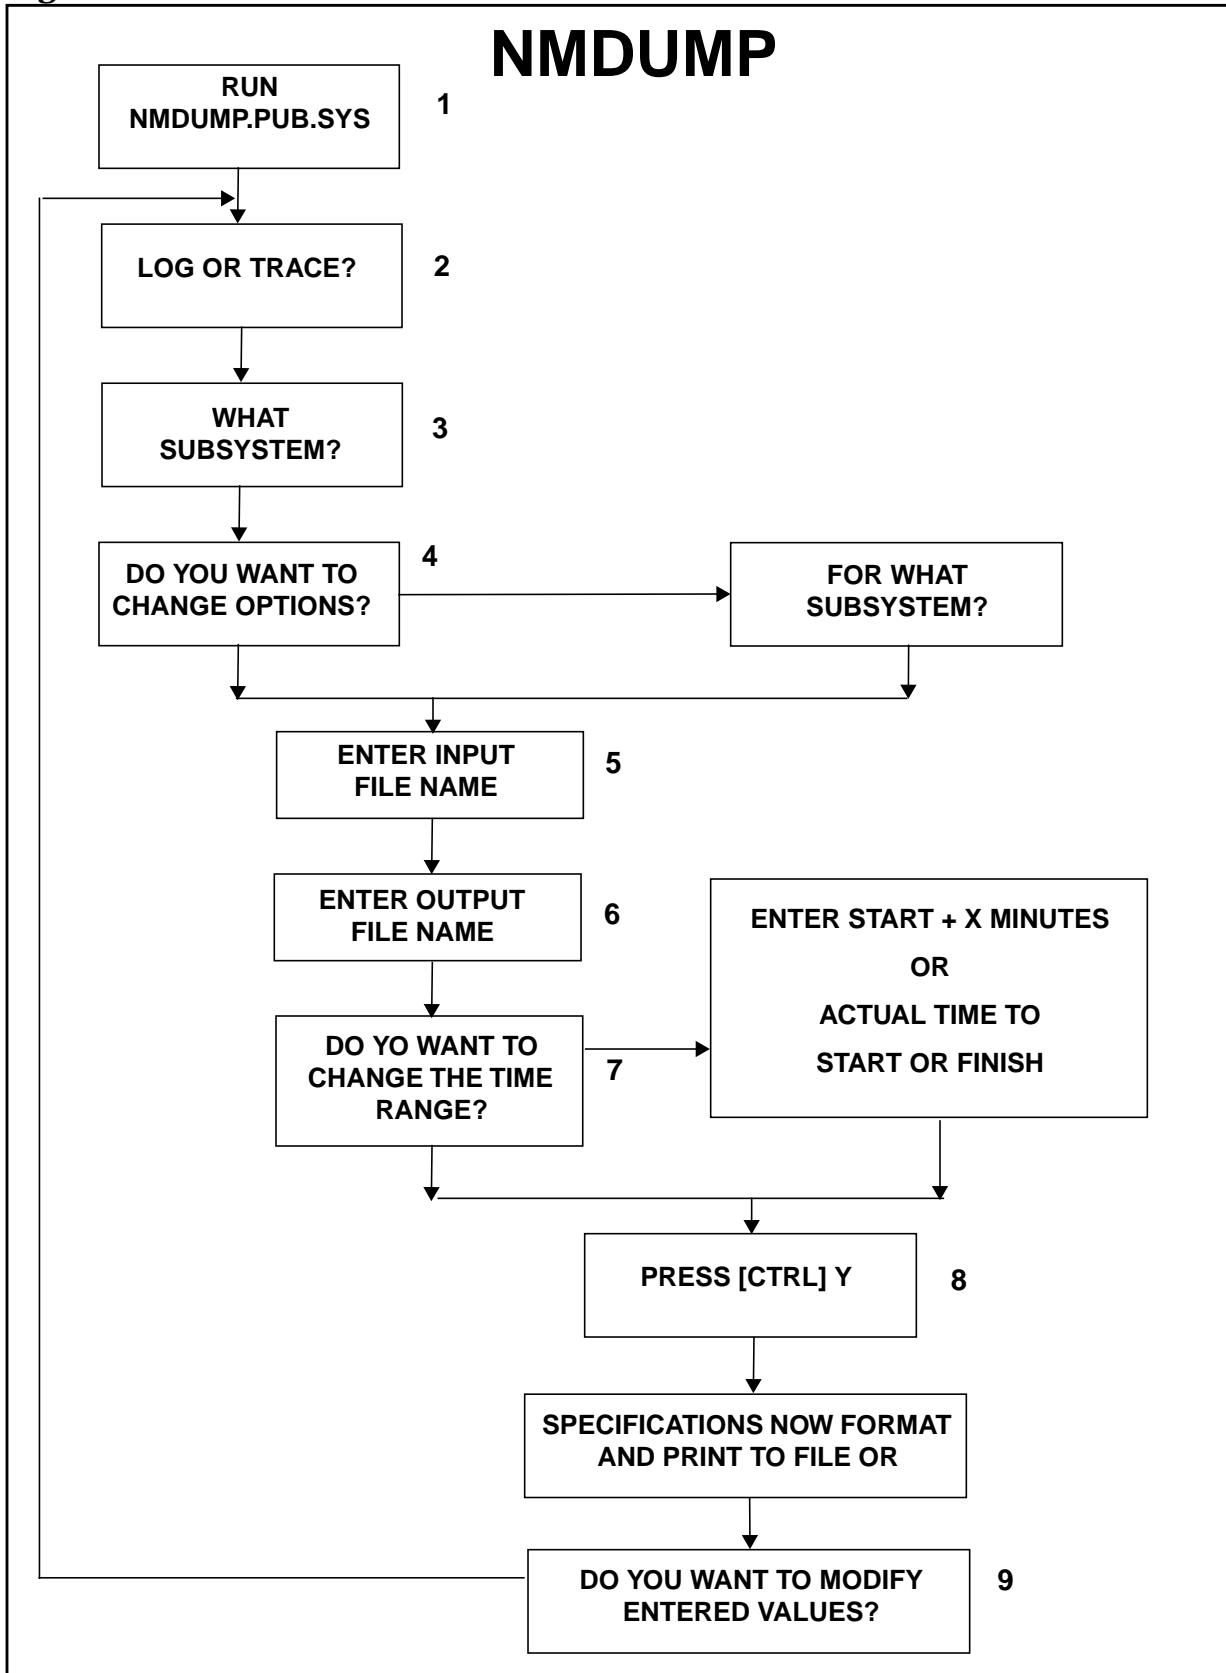 NMDUMP
RUN
NMDUMP.PUB.SYS
1
LOG OR TRACE?
2
WHAT
SUBSYSTEM?
3
DO YOU WANT TO
CHANGE OPTIONS?
4
FOR WHAT
SUBSYSTEM?
ENTER INPUT
FILE NAME
5
ENTER OUTPUT
FILE NAME
6
DO YO WANT TO
CHANGE THE TIME
RANGE?
7
ENTER START + X MINUTES
OR
ACTUAL TIME TO
START OR FINISH
PRESS [CTRL] Y
8
SPECIFICATIONS NOW FORMAT
AND PRINT TO FILE OR
DO YOU WANT TO MODIFY
ENTERED VALUES?
9